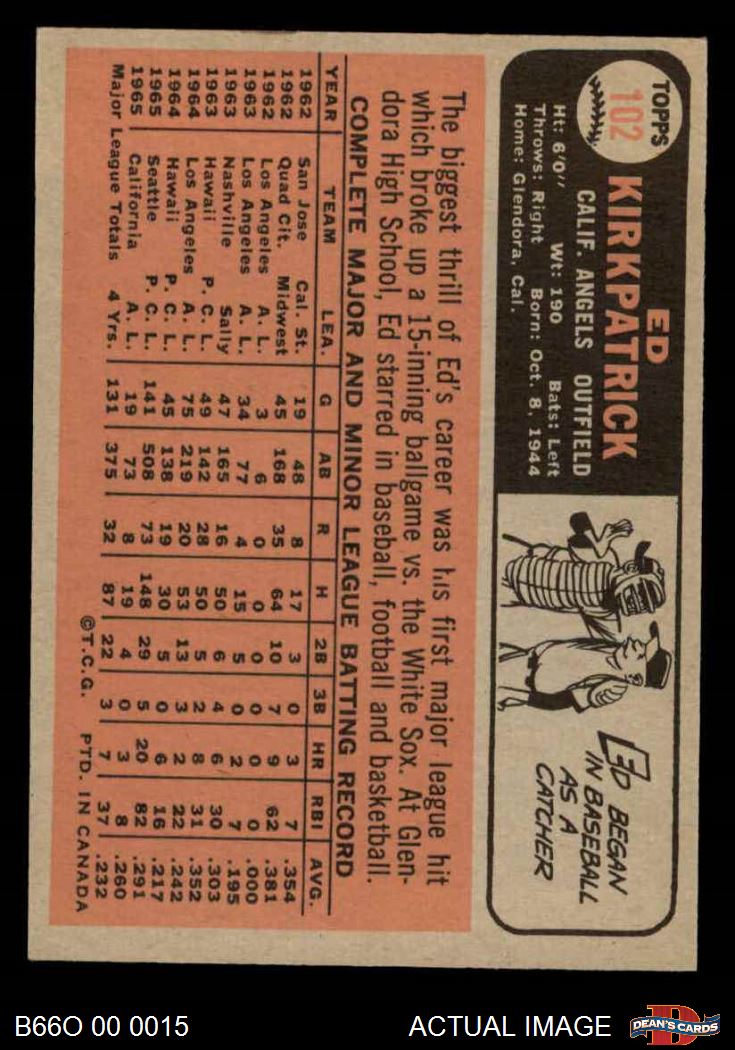 TOPPS
102
ED
KIRKPATRICK
CALIF. ANGELS OUTFIELD
Ht: 6'0" Wt: 190 Bats: Left
Throws: Right Born: Oct. 8, 1944
Home: Glendora, Cal.
ED BEGAN
IN BASEBALL
AS A
CATCHER
The biggest thrill of Ed's career was his first major league hit
which broke up a 15-inning ballgame vs. the White Sox. At Glen-
dora High School, Ed starred in baseball, football and basketball.
COMPLETE MAJOR AND MINOR LEAGUE BATTING RECORD
YEAR TEAM LEA. G AB R H 2B 3B HR RBI AVG.
1962 San Jose Cal. St. 19 48 8 17 3 0 3 7 .354
1962 Quad Cit. Midwest 45 168 35 64 10 7 9 62 .381
1962 Los Angeles A. L. 3 6 0 0 0 0 0 0 .000
1963 Los Angeles A. L. 34 77 4 15 5 0 2 7 .195
1963 Nashville Sally 47 165 16 50 6 4 6 30 .303
1963 Hawaii P. C. L. 49 142 28 50 5 2 8 31 .352
1964 Los Angeles A. L. 75 219 20 53 13 3 2 22 .242
1964 Hawaii P. C. L. 45 138 19 30 5 0 6 16 .217
1965 Seattle P. C. L. 141 508 73 148 29 5 20 82 .291
1965 California A. L. 19 73 8 19 4 0 3 8 .260
Major League Totals 4 Yrs. 131 375 32 87 22 3 7 37 .232
©T.C.G. PTD. IN CANADA
B66O 00 0015
ACTUAL IMAGE
D
DEAN'S CARDS